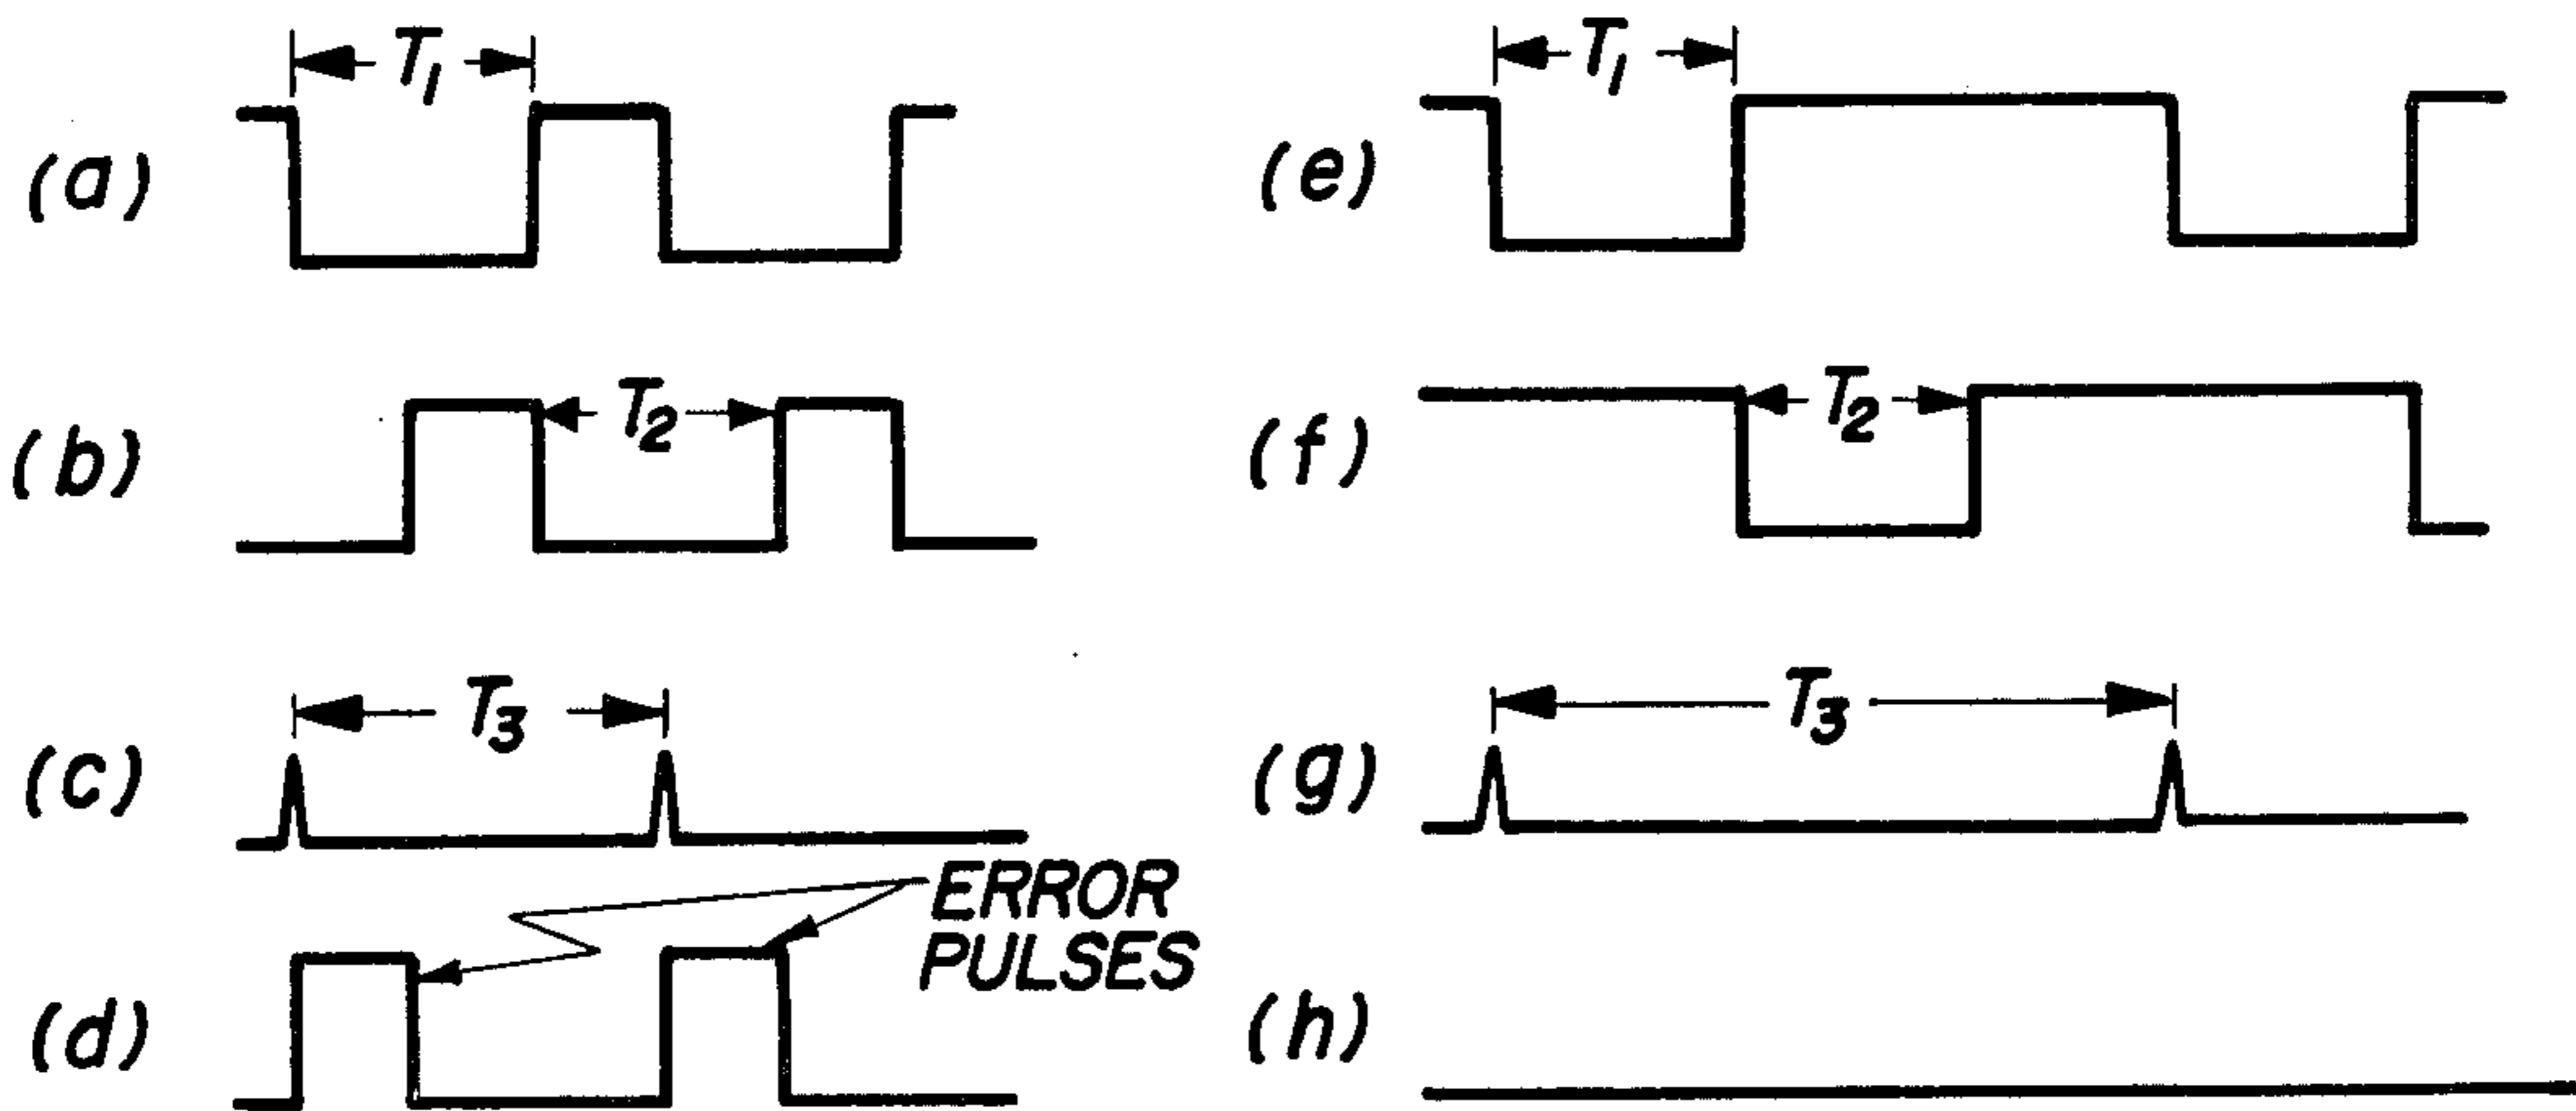 T1
(a)
T2
(b)
T3
(c)
ERROR
PULSES
(d)
T1
(e)
T2
(f)
T3
(g)
(h)